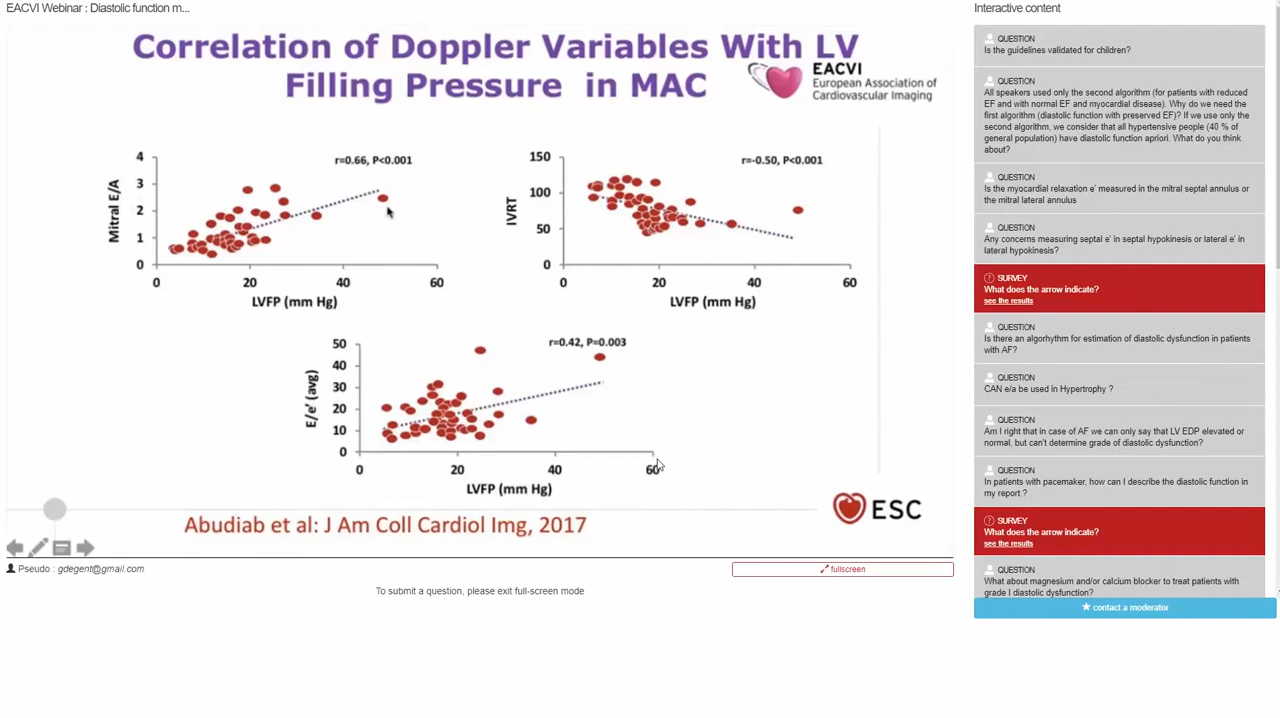 EACVI Webinar : Diastolic function m...
Correlation of Doppler Variables With LV
Filling Pressure in MAC
EACVI
European Association of
Cardiovascular Imaging
r=0.66, P<0.001
4
3
2
1
0
Mitral E/A
0 20 40 60
LVFP (mm Hg)
r=-0.50, P<0.001
150
100
50
0
IVRT
0 20 40 60
LVFP (mm Hg)
r=0.42, P=0.003
50
40
30
20
10
0
E/e' (avg)
0 20 40 60
LVFP (mm Hg)
Abudiab et al: J Am Coll Cardiol Img, 2017
ESC
Pseudo : gdegent@gmail.com
fullscreen
To submit a question, please exit full-screen mode
Interactive content
QUESTION
Is the guidelines validated for children?
QUESTION
All speakers used only the second algorithm (for patients with reduced
EF and with normal EF and myocardial disease). Why do we need the
first algorithm (diastolic function with preserved EF)? If we use only the
second algorithm, we consider that all hypertensive people (40 % of
general population) have diastolic function apriori. What do you think
about?
QUESTION
Is the myocardial relaxation e' measured in the mitral septal annulus or
the mitral lateral annulus
QUESTION
Any concerns measuring septal e' in septal hypokinesis or lateral e' in
lateral hypokinesis?
SURVEY
What does the arrow indicate?
see the results
QUESTION
Is there an algorhythm for estimation of diastolic dysfunction in patients
with AF?
QUESTION
CAN e/a be used in Hypertrophy ?
QUESTION
Am I right that in case of AF we can only say that LV EDP elevated or
normal, but can't determine grade of diastolic dysfunction?
QUESTION
In patients with pacemaker, how can I describe the diastolic function in
my report ?
SURVEY
What does the arrow indicate?
see the results
QUESTION
What about magnesium and/or calcium blocker to treat patients with
grade I diastolic dysfunction?
contact a moderator